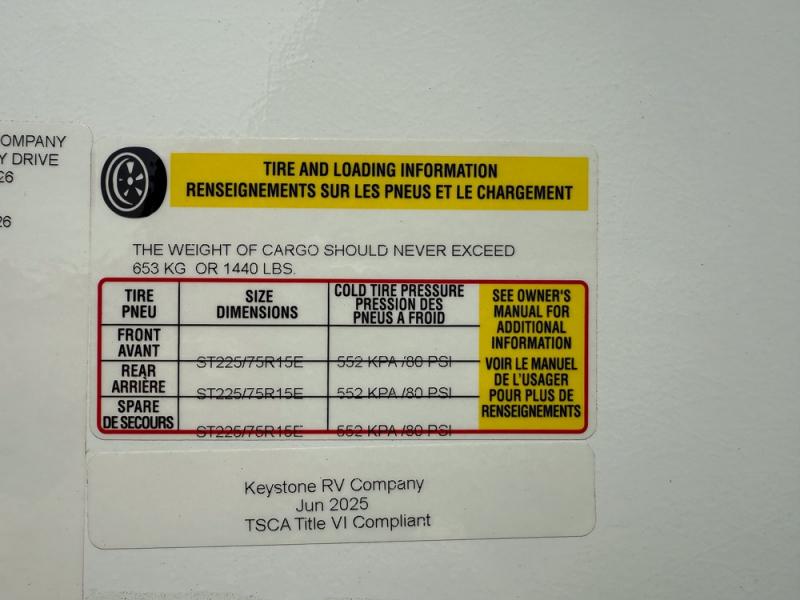 OMPANY
Y DRIVE
26
26
TIRE AND LOADING INFORMATION
RENSEIGNEMENTS SUR LES PNEUS ET LE CHARGEMENT
THE WEIGHT OF CARGO SHOULD NEVER EXCEED
653 KG OR 1440 LBS.
TIRE
PNEU
SIZE
DIMENSIONS
COLD TIRE PRESSURE
PRESSION DES
PNEUS A FROID
SEE OWNER'S
MANUAL FOR
ADDITIONAL
INFORMATION
VOIR LE MANUEL
DE L'USAGER
POUR PLUS DE
RENSEIGNEMENTS
FRONT
AVANT
ST225/75R15E
552 KPA /80 PSI
REAR
ARRIÈRE
ST225/75R15E
552 KPA /80 PSI
SPARE
DE SECOURS
ST225/75R15E
552 KPA /80 PSI
Keystone RV Company
Jun 2025
TSCA Title VI Compliant